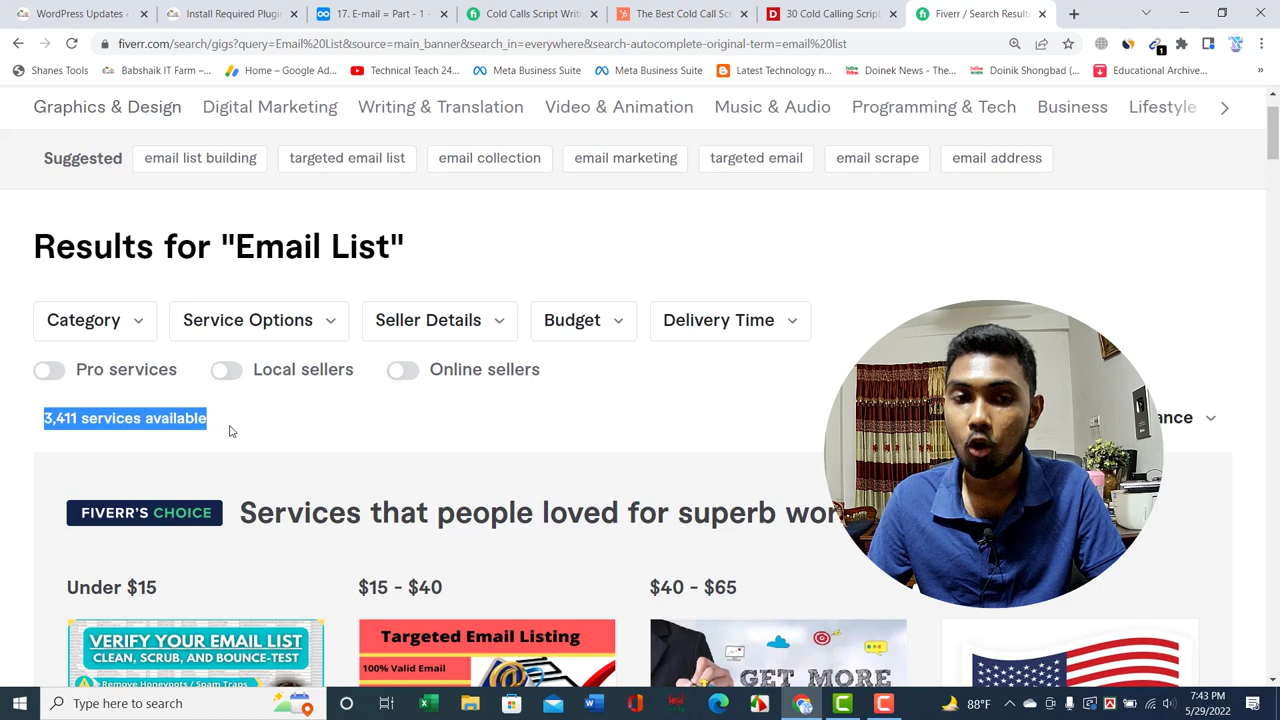 WordPress Updates ‹
Install Required Plugi
17. E-mail = Part - 1 -
Cold Calls Script Writ
The Best Cold Call Sc
30 Cold Calling Script
Fiverr / Search Result
fiverr.com/search/gigs?query=Email%20List&source=main_banner&search_in=everywhere&search-autocomplete-original-term=email%20list
Shanes Tools
Babshaik IT Farm –...
Home – Google Ad...
Technical Teach 24...
Meta Business Suite
Meta Business Suite
Latest Technology n...
Doinek News - The...
Doinik Shongbad (...
Educational Archive...
Graphics & Design
Digital Marketing
Writing & Translation
Video & Animation
Music & Audio
Programming & Tech
Business
Lifestyle
Suggested
email list building
targeted email list
email collection
email marketing
targeted email
email scrape
email address
Results for "Email List"
Category
Service Options
Seller Details
Budget
Delivery Time
Pro services
Local sellers
Online sellers
3,411 services available
ance
FIVERR'S CHOICE
Services that people loved for superb wor
Under $15
$15 - $40
$40 - $65
VERIFY YOUR EMAIL LIST
CLEAN, SCRUB, AND BOUNCE-TEST
Remove Honeypots / Spam Traps
Targeted Email Listing
100% Valid Email
GET MORE
Type here to search
88°F
7:43 PM
5/29/2022